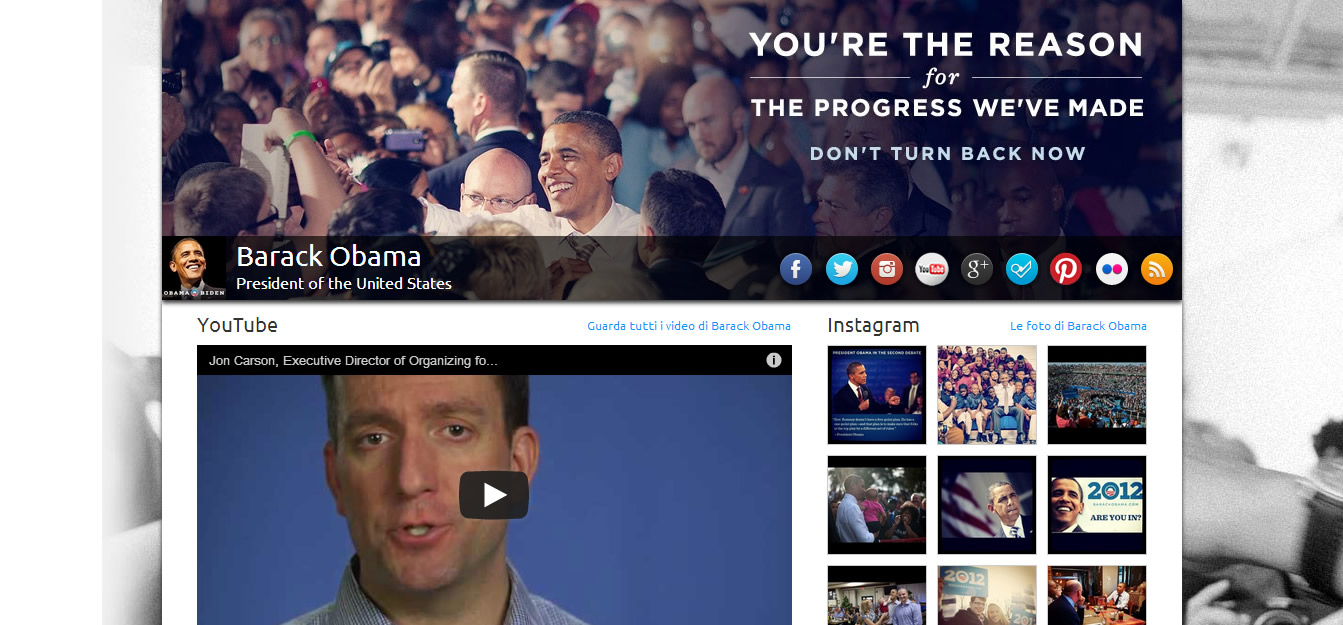 YOU'RE THE REASON
for
THE PROGRESS WE'VE MADE
DON'T TURN BACK NOW
OBAMA BIDEN
Barack Obama
President of the United States
You Tube
g+
YouTube
Guarda tutti i video di Barack Obama
Instagram
Le foto di Barack Obama
Jon Carson, Executive Director of Organizing fo...
PRESIDENT OBAMA IN THE SECOND DEBATE
2012
BARACKOBAMA.COM
ARE YOU IN?
2012